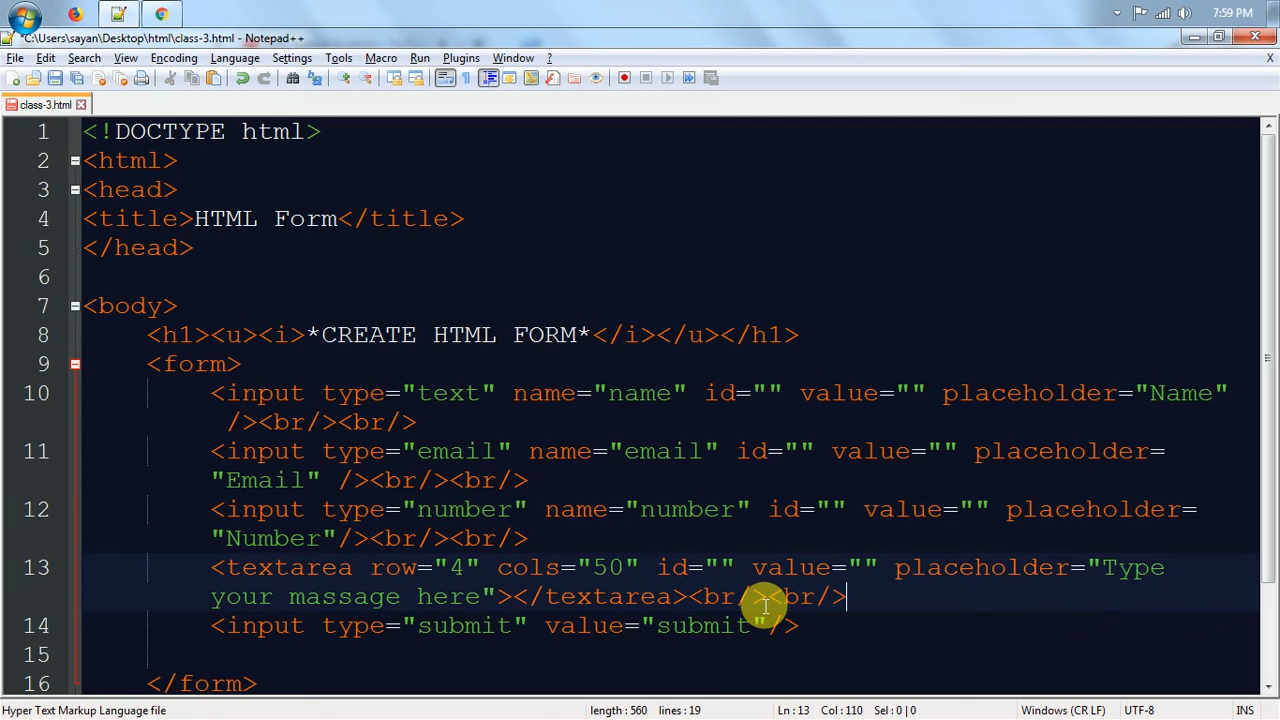 7:59 PM
*C:\Users\sayan\Desktop\html\class-3.html - Notepad++
File Edit Search View Encoding Language Settings Tools Macro Run Plugins Window ? X
class-3.html
1 <!DOCTYPE html>
2 <html>
3 <head>
4 <title>HTML Form</title>
5 </head>
6
7 <body>
8 <h1><u><i>*CREATE HTML FORM*</i></u></h1>
9 <form>
10 <input type="text" name="name" id="" value="" placeholder="Name"
/><br/><br/>
11 <input type="email" name="email" id="" value="" placeholder=
"Email" /><br/><br/>
12 <input type="number" name="number" id="" value="" placeholder=
"Number"/><br/><br/>
13 <textarea row="4" cols="50" id="" value="" placeholder="Type
your massage here"></textarea><br/><br/>
14 <input type="submit" value="submit"/>
15
16 </form>
Hyper Text Markup Language file length : 560 lines : 19 Ln : 13 Col : 110 Sel : 0 | 0 Windows (CR LF) UTF-8 INS